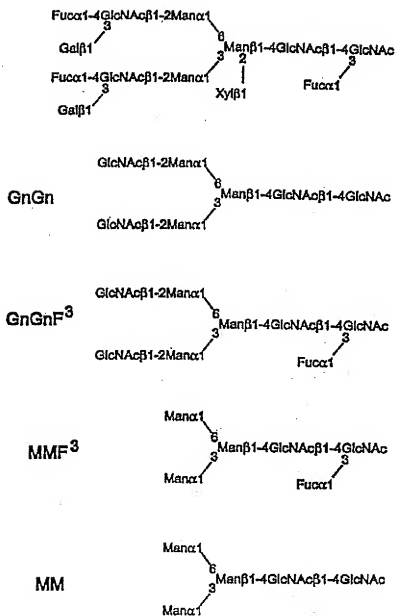 Fucα1-4GlcNAcβ1-2Manα1
3
Galβ1
6
Manβ1-4GlcNAcβ1-4GlcNAc
3
2
3
Fucα1-4GlcNAcβ1-2Manα1
3
Galβ1
Xylβ1
Fucα1
GlcNAcβ1-2Manα1
GnGn
6
Manβ1-4GlcNAcβ1-4GlcNAc
3
GlcNAcβ1-2Manα1
GlcNAcβ1-2Manα1
GnGnF³
6
Manβ1-4GlcNAcβ1-4GlcNAc
3
3
GlcNAcβ1-2Manα1
Fucα1
Manα1
6
MMF³
Manβ1-4GlcNAcβ1-4GlcNAc
3
3
Manα1
Fucα1
Manα1
6
MM
Manβ1-4GlcNAcβ1-4GlcNAc
3
Manα1